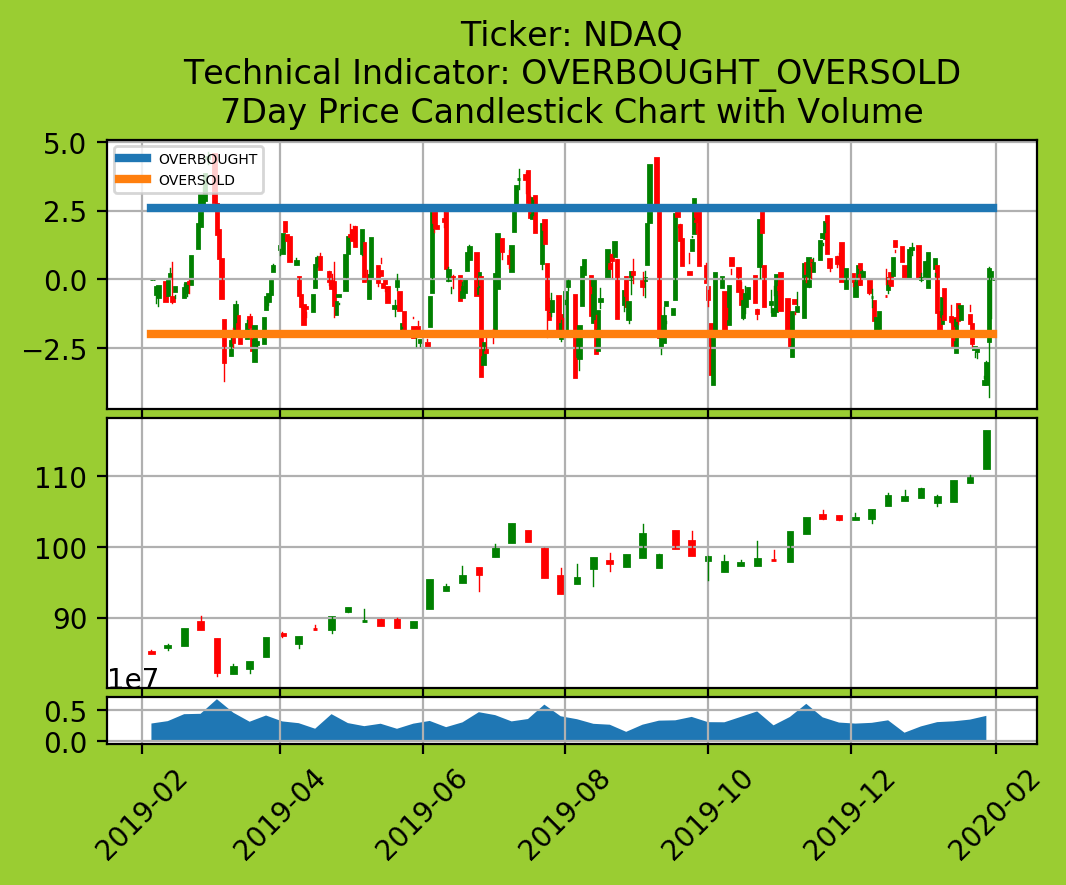 Ticker: NDAQ
Technical Indicator: OVERBOUGHT_OVERSOLD
7Day Price Candlestick Chart with Volume
5.0
2.5
0.0
−2.5
OVERBOUGHT
OVERSOLD
110
100
90
1e7
0.5
0.0
2019-02
2019-04
2019-06
2019-08
2019-10
2019-12
2020-02